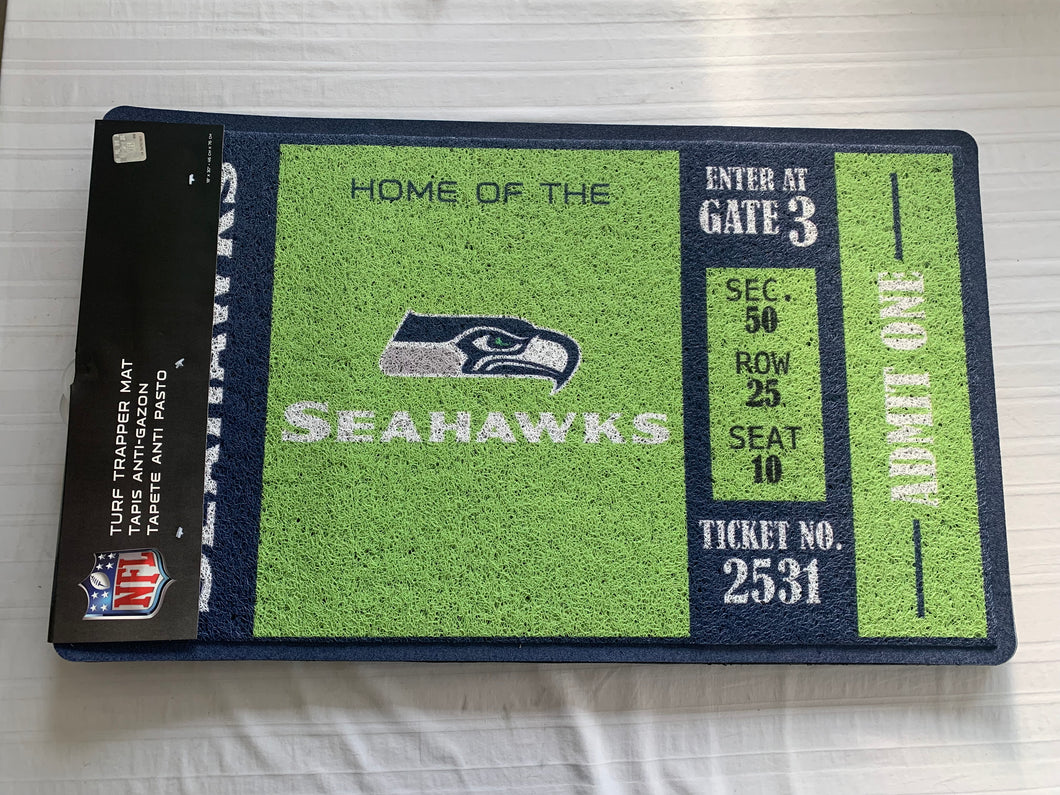 TURF TRAPPER MAT
TAPIS ANTI-GAZON
TAPETE ANTI PASTO
NFL
SEAHAWKS
HOME OF THE
SEAHAWKS
ENTER AT
GATE 3
SEC.
50
ROW
25
SEAT
10
TICKET NO.
2531
ADMIT ONE